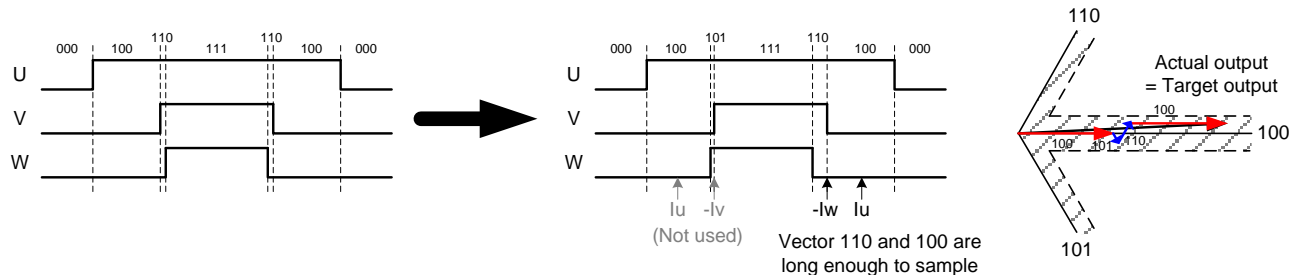 110 110
000 100 111 100 000
U
V
W
101 110
000 100 111 100 000
U
V
W
Iu -Iv -Iw Iu
(Not used)
Vector 110 and 100 are
long enough to sample
110
Actual output
= Target output
100
100
100 101 110
101